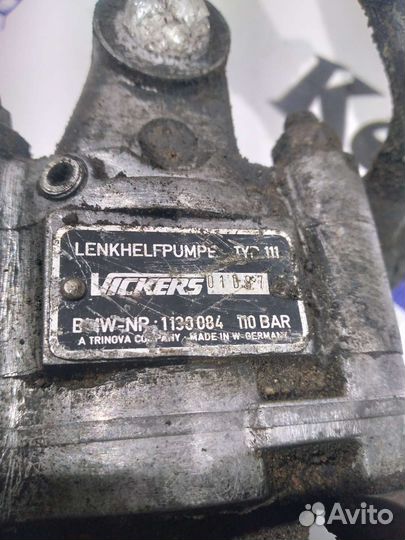 LENKHELFPUMPE TYP 111
VICKERS 01087
BMW-NR. 1130084 110 BAR
A TRINOVA COMPANY · MADE IN W. GERMANY
Avito